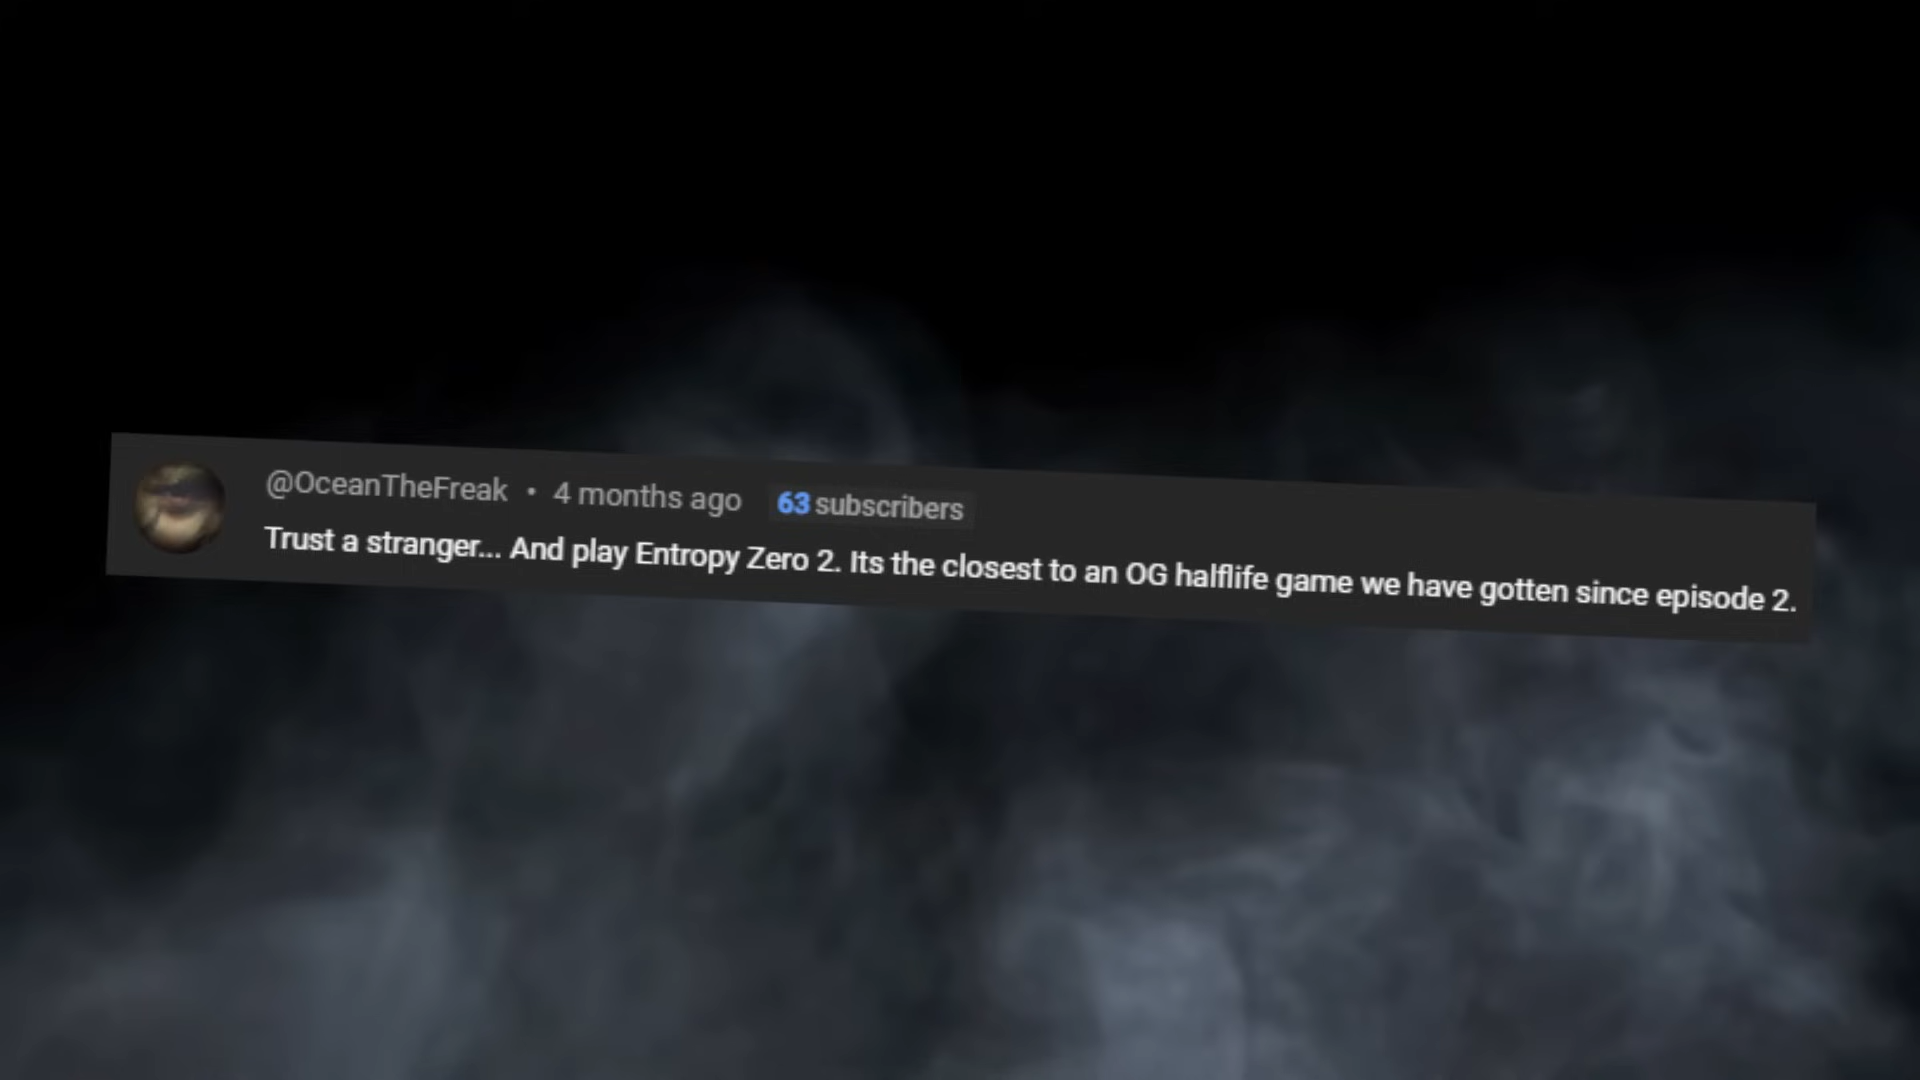 @OceanTheFreak • 4 months ago 63 subscribers
Trust a stranger... And play Entropy Zero 2. Its the closest to an OG halflife game we have gotten since episode 2.